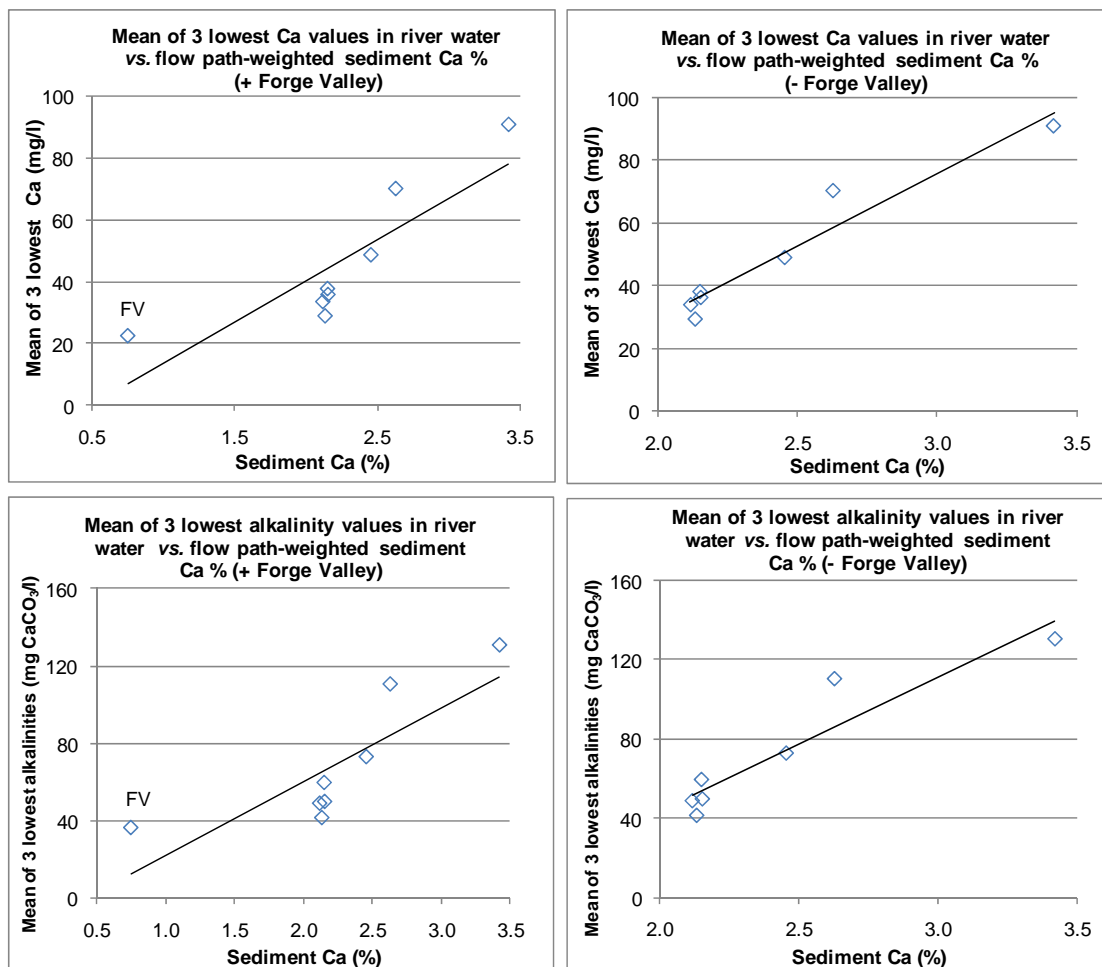 Mean of 3 lowest Ca values in river water
vs. flow path-weighted sediment Ca %
(+ Forge Valley)
Mean of 3 lowest Ca (mg/l)
100
80
60
40
20
0
FV
0.5 1.5 2.5 3.5
Sediment Ca (%)
Mean of 3 lowest Ca values in river water
vs. flow path-weighted sediment Ca %
(- Forge Valley)
Mean of 3 lowest Ca (mg/l)
100
80
60
40
20
0
2.0 2.5 3.0 3.5
Sediment Ca (%)
Mean of 3 lowest alkalinity values in river
water vs. flow path-weighted sediment
Ca % (+ Forge Valley)
Mean of 3 lowest alkalinities (mg CaCO₃/l)
160
120
80
40
0
FV
0.5 1.0 1.5 2.0 2.5 3.0 3.5
Sediment Ca (%)
Mean of 3 lowest alkalinity values in river
water vs. flow path-weighted sediment
Ca % (- Forge Valley)
Mean of 3 lowest alkalinities (mg CaCO₃/l)
160
120
80
40
0
2.0 2.5 3.0 3.5
Sediment Ca (%)